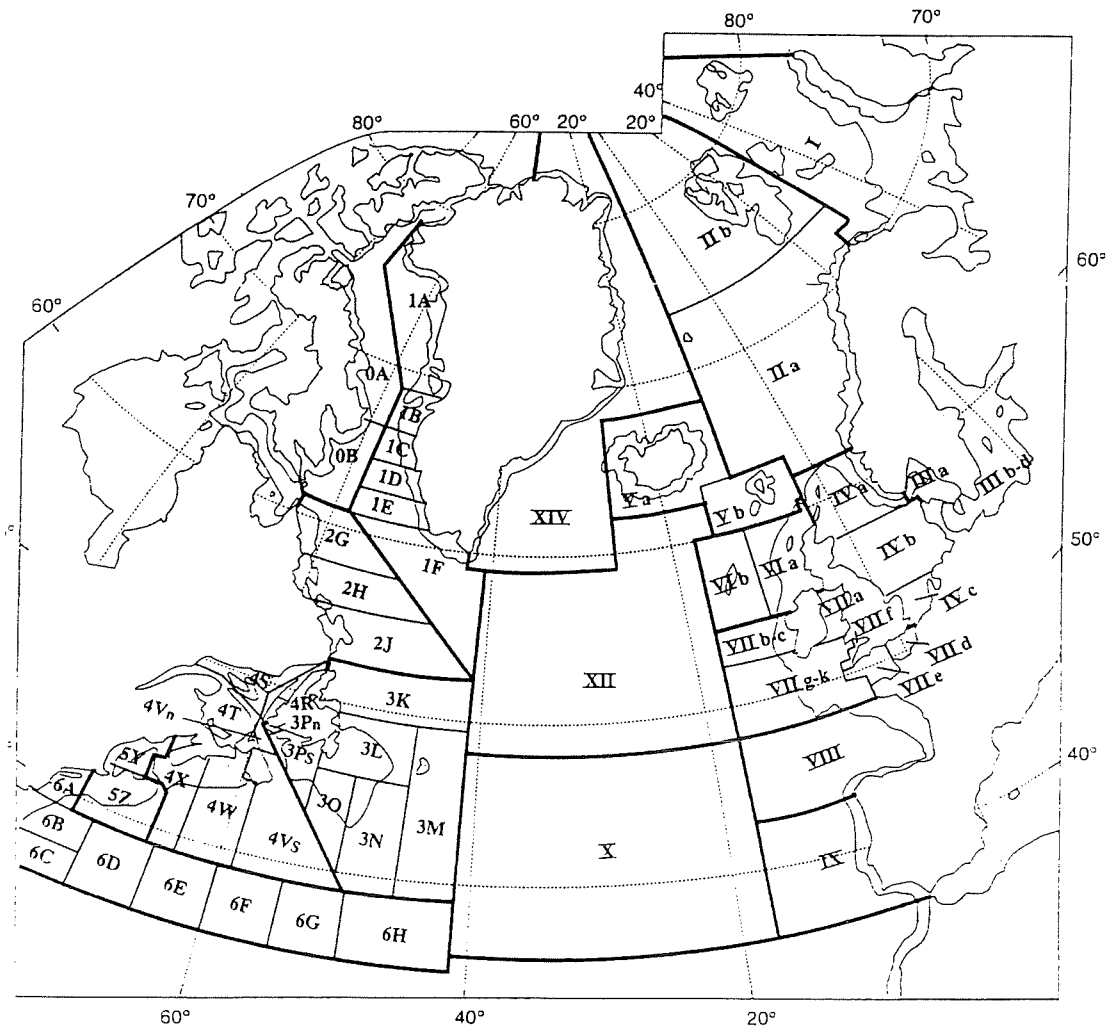 80°
70°
60°
40°
80°
60°
20°
20°
I
70°
II b
60°
60°
1A
II a
0A
1B
0B
1C
III a
III b-d
1D
IV a
V a
1E
V b
XIV
2G
IV b
50°
1F
VI b
VI a
2H
VII a
IV c
VII f
2J
VII b-c
VII d
4S
XII
VII g-k
VII e
4R
3K
4Vn
4T
3Pn
3L
3Ps
VIII
40°
5X
4X
6A
5Z
4W
3O
3M
6B
4Vs
3N
X
IX
6C
6D
6E
6F
6G
6H
60°
40°
20°